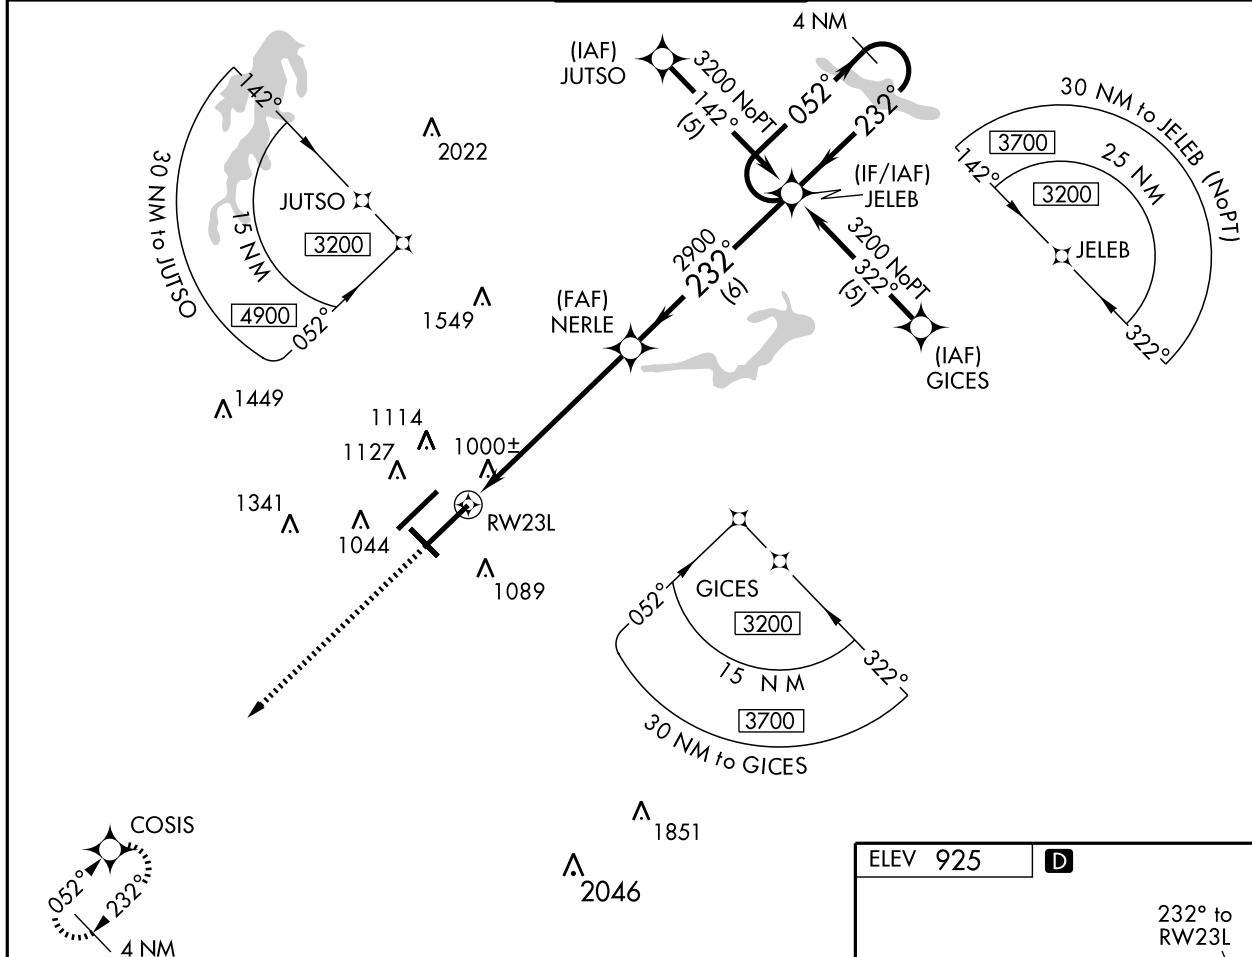 4 NM
(IAF)
JUTSO
3200 NoPT
142°
(5)
052°
232°
(IF/IAF)
JELEB
142°
30 NM to JUTSO
15 NM
JUTSO
3200
4900
052°
2022
30 NM to JELEB (NoPT)
3700
25 NM
142°
3200
JELEB
322°
3200 NoPT
322°
(5)
(IAF)
GICES
2900
232°
(6)
(FAF)
NERLE
1549
1449
1114
1127
1000±
1341
1044
RW23L
1089
052°
GICES
3200
15 NM
322°
3700
30 NM to GICES
1851
2046
COSIS
052°
232°
4 NM
ELEV 925
D
232° to
RW23L